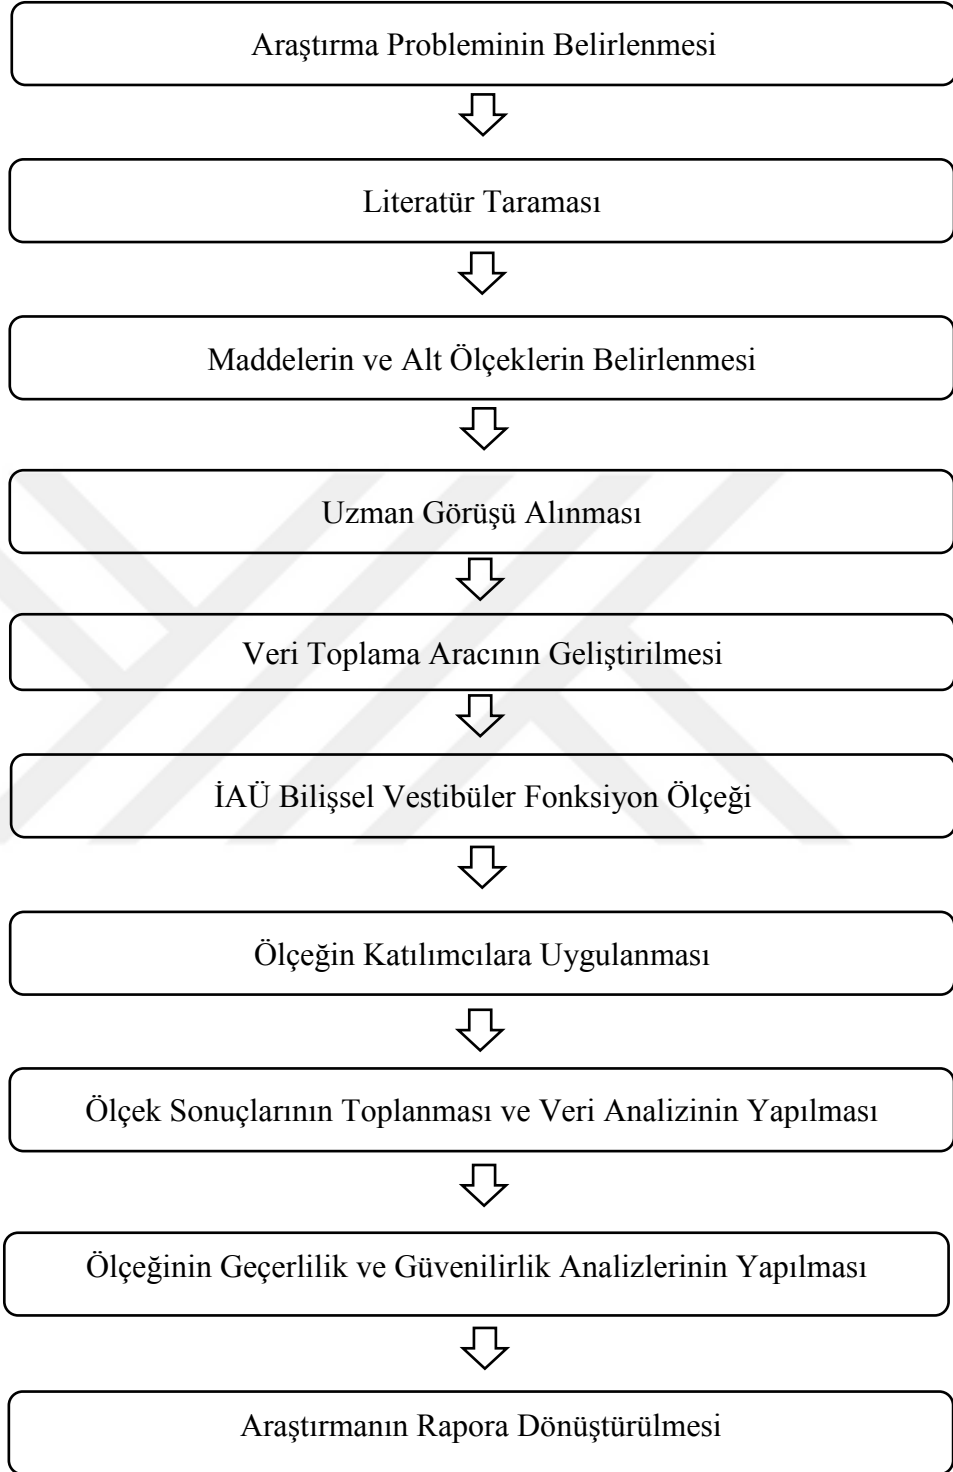 Araştırma Probleminin Belirlenmesi
Literatür Taraması
Maddelerin ve Alt Ölçeklerin Belirlenmesi
Uzman Görüşü Alınması
Veri Toplama Aracının Geliştirilmesi
İAÜ Bilişsel Vestibüler Fonksiyon Ölçeği
Ölçeğin Katılımcılara Uygulanması
Ölçek Sonuçlarının Toplanması ve Veri Analizinin Yapılması
Ölçeğinin Geçerlilik ve Güvenilirlik Analizlerinin Yapılması
Araştırmanın Rapora Dönüştürülmesi